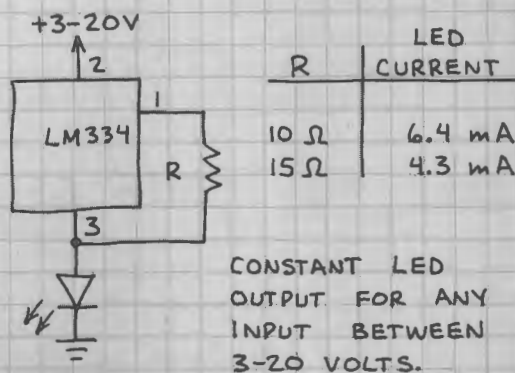 +3-20V
2
1
LM334
R
3
R
LED
CURRENT
10 Ω
6.4 mA
15 Ω
4.3 mA
CONSTANT LED
OUTPUT FOR ANY
INPUT BETWEEN
3-20 VOLTS.